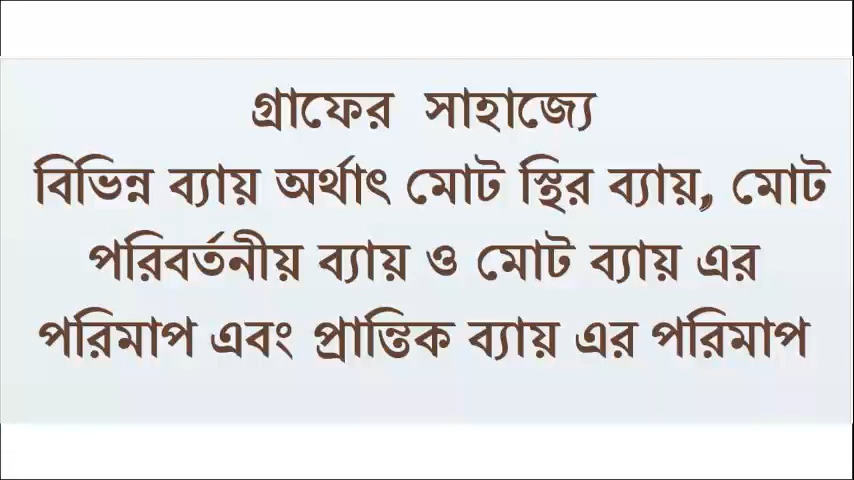 গ্রাফের সাহাজ্যে
বিভিন্ন ব্যায় অর্থাৎ মোট স্থির ব্যায়, মোট
পরিবর্তনীয় ব্যায় ও মোট ব্যায় এর
পরিমাপ এবং প্রান্তিক ব্যায় এর পরিমাপ